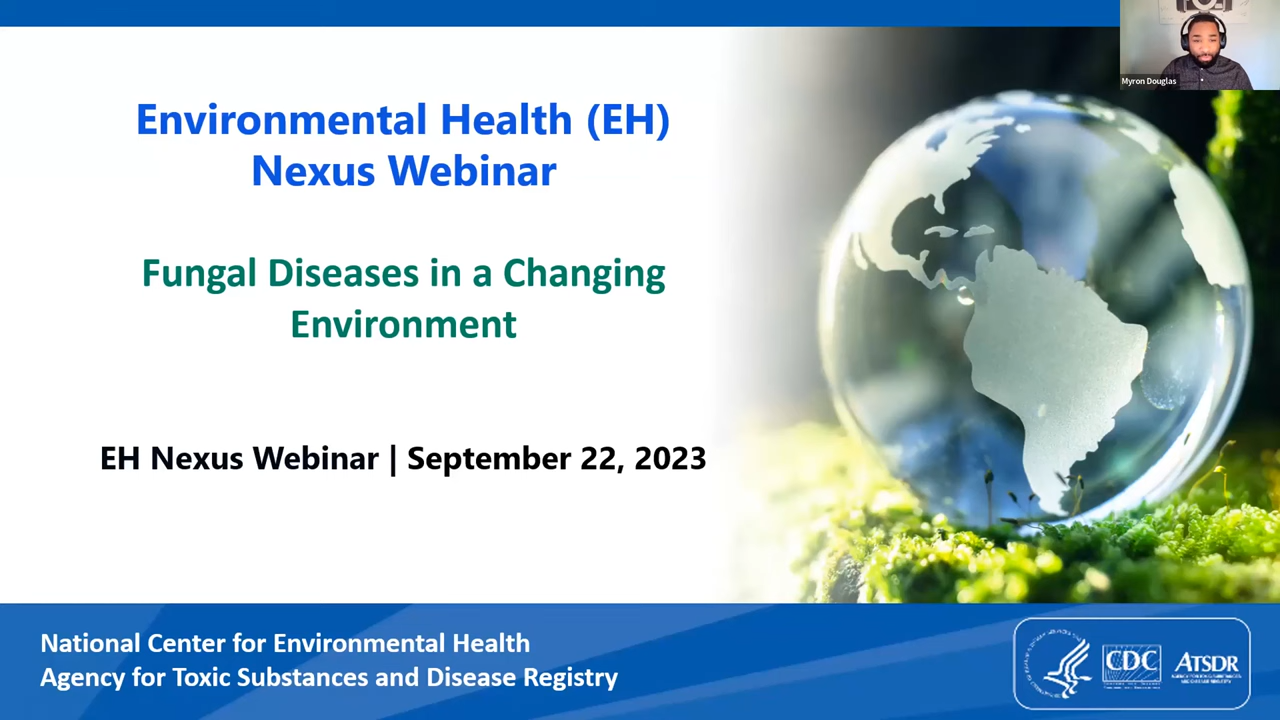 Myron Douglas
Environmental Health (EH)
Nexus Webinar
Fungal Diseases in a Changing
Environment
EH Nexus Webinar | September 22, 2023
National Center for Environmental Health
Agency for Toxic Substances and Disease Registry
CDC
ATSDR